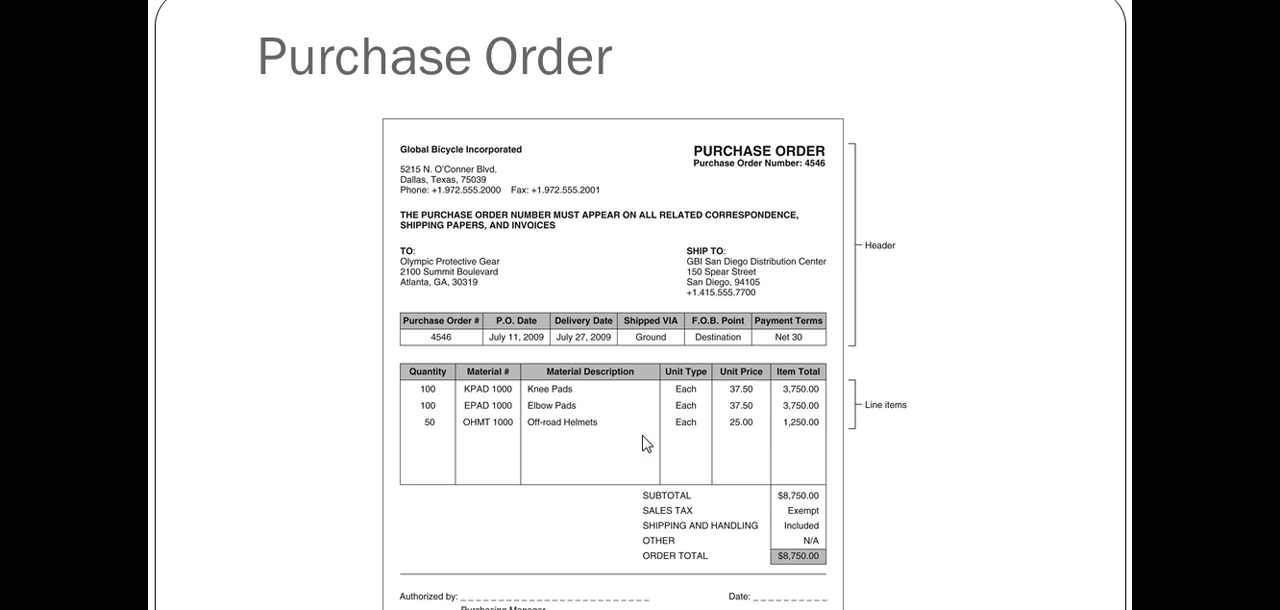 Purchase Order
Global Bicycle Incorporated
PURCHASE ORDER
Purchase Order Number: 4546
5215 N. O'Conner Blvd.
Dallas, Texas, 75039
Phone: +1.972.555.2000 Fax: +1.972.555.2001
THE PURCHASE ORDER NUMBER MUST APPEAR ON ALL RELATED CORRESPONDENCE,
SHIPPING PAPERS, AND INVOICES
Header
TO:
Olympic Protective Gear
2100 Summit Boulevard
Atlanta, GA, 30319
SHIP TO:
GBI San Diego Distribution Center
150 Spear Street
San Diego, 94105
+1.415.555.7700
Purchase Order # P.O. Date Delivery Date Shipped VIA F.O.B. Point Payment Terms
4546 July 11, 2009 July 27, 2009 Ground Destination Net 30
Quantity Material # Material Description Unit Type Unit Price Item Total
100 KPAD 1000 Knee Pads Each 37.50 3,750.00
100 EPAD 1000 Elbow Pads Each 37.50 3,750.00
Line items
50 OHMT 1000 Off-road Helmets Each 25.00 1,250.00
SUBTOTAL $8,750.00
SALES TAX Exempt
SHIPPING AND HANDLING Included
OTHER N/A
ORDER TOTAL $8,750.00
Authorized by: Date:
Purchasing Manager